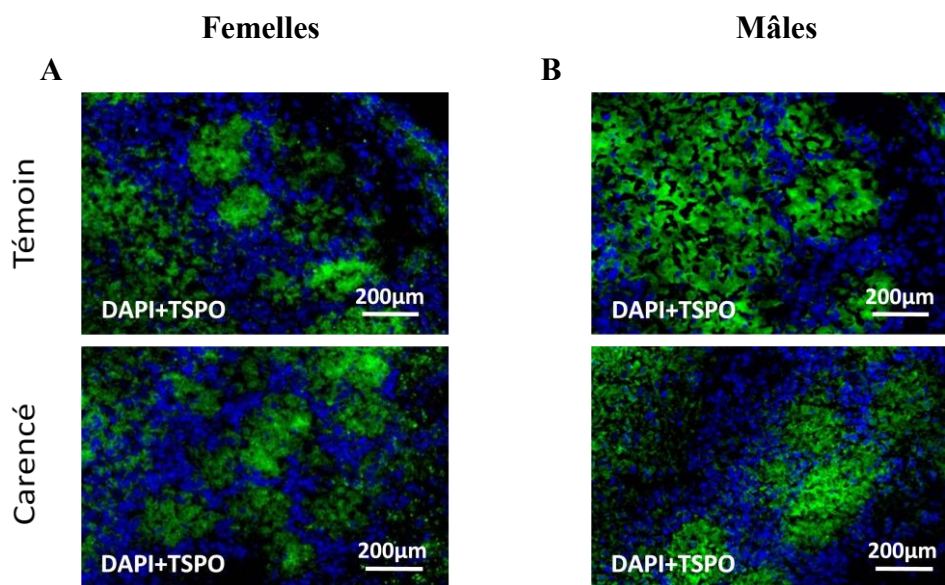 Femelles
Mâles
A
B
Témoin
DAPI+TSPO
200µm
DAPI+TSPO
200µm
Carencé
DAPI+TSPO
200µm
DAPI+TSPO
200µm